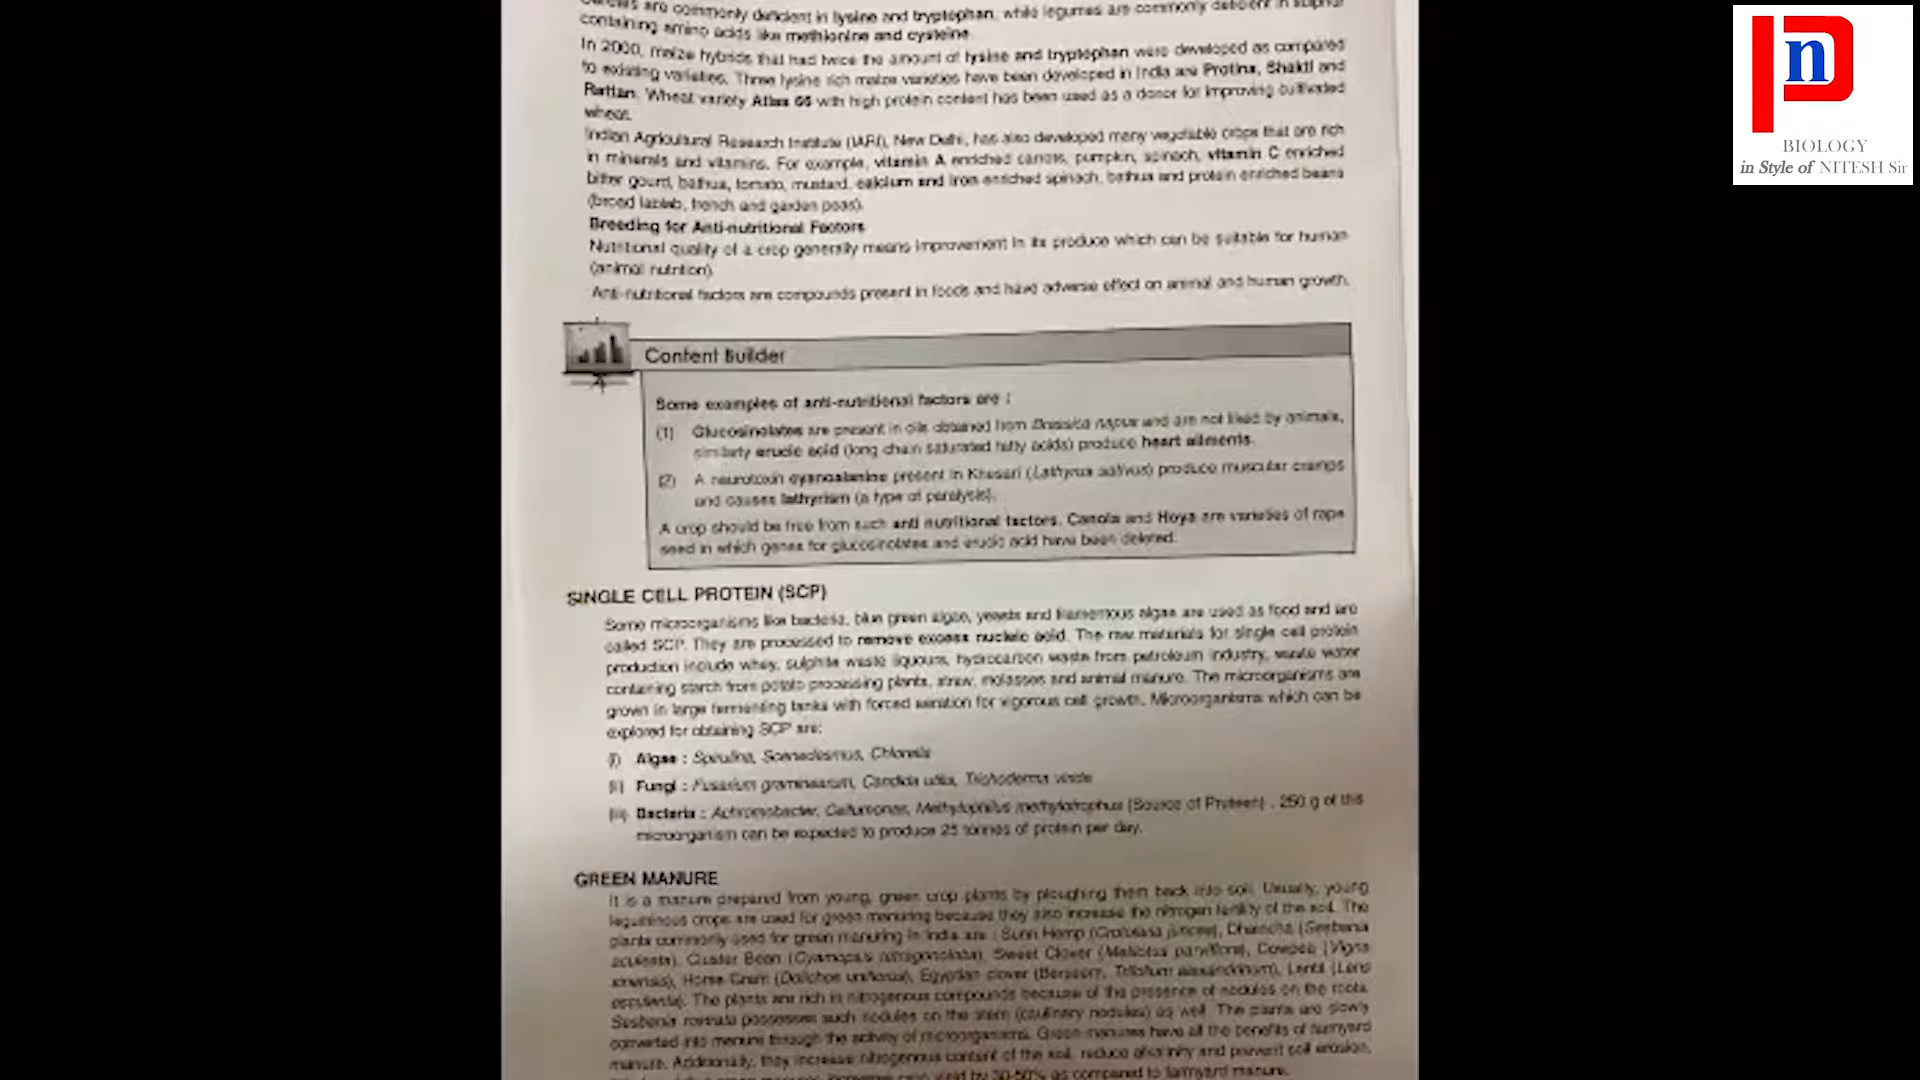 Cereals are commonly deficient in lysine and tryptophan, while legumes are commonly deficient in sulphur
containing amino acids like methionine and cysteine.
In 2000, maize hybrids that had twice the amount of lysine and tryptophan were developed as compared
to existing varieties. Three lysine rich maize varieties have been developed in India are Protina, Shakti and
Rattan. Wheat variety Atlas 66 with high protein content has been used as a donor for improving cultivated
wheat.
Indian Agricultural Research Institute (IARI), New Delhi, has also developed many vegetable crops that are rich
in minerals and vitamins. For example, vitamin A enriched carrots, pumpkin, spinach, vitamin C enriched
bitter gourd, bathua, tomato, mustard, calcium and iron enriched spinach, bathua and protein enriched beans
(broad lablab, french and garden peas).
Breeding for Anti-nutritional Factors
Nutritional quality of a crop generally means improvement in its produce which can be suitable for human
(animal nutrition).
Anti-nutritional factors are compounds present in foods and have adverse effect on animal and human growth.
Content Builder
Some examples of anti-nutritional factors are :
(1) Glucosinolates are present in oils obtained from Brassica napus and are not liked by animals,
similarly erucic acid (long chain saturated fatty acids) produce heart ailments.
(2) A neurotoxin cyanoalanine present in Khesari (Lathyrus sativus) produce muscular cramps
and causes lathyrism (a type of paralysis).
A crop should be free from such anti nutritional factors. Canola and Hoya are varieties of rape
seed in which genes for glucosinolates and erucic acid have been deleted.
SINGLE CELL PROTEIN (SCP)
Some microorganisms like bacteria, blue green algae, yeasts and filamentous algae are used as food and are
called SCP. They are processed to remove excess nucleic acid. The raw materials for single cell protein
production include whey, sulphite waste liquours, hydrocarbon waste from petroleum industry, waste water
containing starch from potato processing plants, straw, molasses and animal manure. The microorganisms are
grown in large fermenting tanks with forced aeration for vigorous cell growth. Microorganisms which can be
explored for obtaining SCP are:
(i) Algae : Spirulina, Scenedesmus, Chlorella
(ii) Fungi : Fusarium graminearum, Candida utilis, Trichoderma viride
(iii) Bacteria : Achromobacter, Cellumonas, Methylophilus methylotrophus (Source of Protein) . 250 g of this
microorganism can be expected to produce 25 tonnes of protein per day.
GREEN MANURE
It is a manure prepared from young, green crop plants by ploughing them back into soil. Usually, young
leguminous crops are used for green manuring because they also increase the nitrogen fertility of the soil. The
plants commonly used for green manuring in India are : Sunn Hemp (Crotolaria juncea), Dhaincha (Sesbania
aculeata), Cluster Bean (Cyamopsis tetragonoloba), Sweet Clover (Melilotus parviflora), Cowpea (Vigna
sinensis), Horse Gram (Dolichos uniflorus), Egyptian clover (Berseem, Trifolium alexandrinum), Lentil (Lens
esculenta). The plants are rich in nitrogenous compounds because of the presence of nodules on the roots.
Sesbania rostrata possesses such nodules on the stem (caulinary nodules) as well. The plants are slowly
converted into manure through the activity of microorganisms. Green manures have all the benefits of farmyard
manure. Additionally, they increase nitrogenous content of the soil, reduce alkalinity and prevent soil erosion.
yield by 30-50% as compared to farmyard manure.
Pn
BIOLOGY
in Style of NITESH Sir